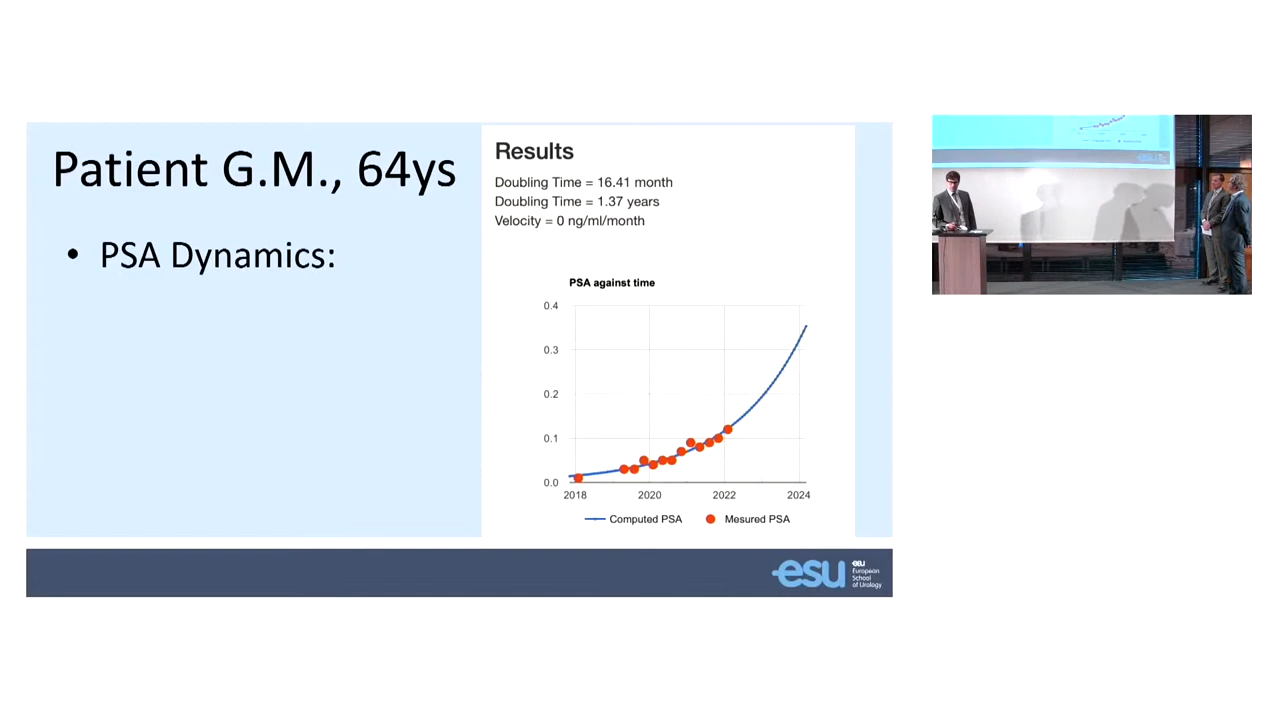 Patient G.M., 64ys
• PSA Dynamics:
Results
Doubling Time = 16.41 month
Doubling Time = 1.37 years
Velocity = 0 ng/ml/month
PSA against time
0.4
0.3
0.2
0.1
0.0
2018 2020 2022 2024
Computed PSA Mesured PSA
esu
eau
European
School
of Urology
esu